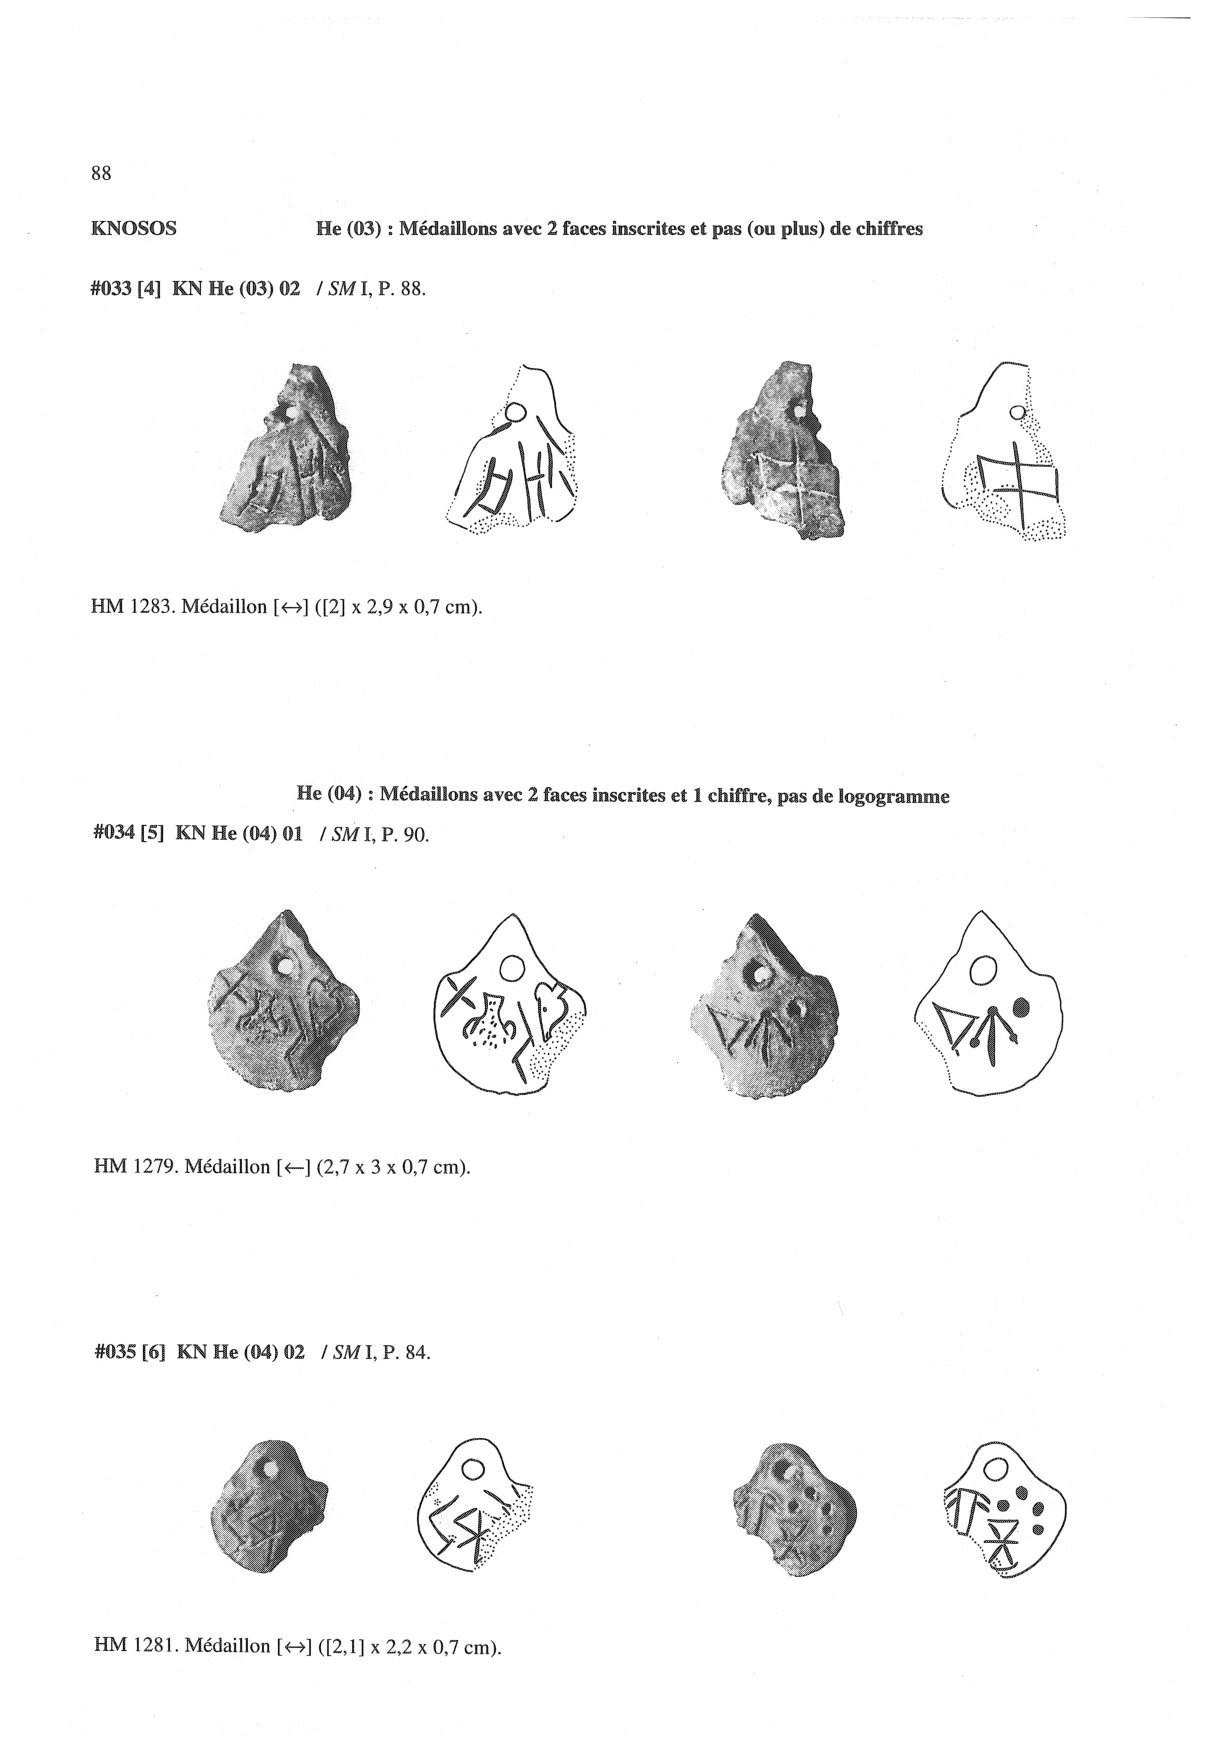 88
KNOSOS He (03) : Médaillons avec 2 faces inscrites et pas (ou plus) de chiffres
#033 [4] KN He (03) 02 / SM I, P. 88.
HM 1283. Médaillon [↔] ([2] x 2,9 x 0,7 cm).
He (04) : Médaillons avec 2 faces inscrites et 1 chiffre, pas de logogramme
#034 [5] KN He (04) 01 / SM I, P. 90.
HM 1279. Médaillon [←] (2,7 x 3 x 0,7 cm).
#035 [6] KN He (04) 02 / SM I, P. 84.
HM 1281. Médaillon [↔] ([2,1] x 2,2 x 0,7 cm).